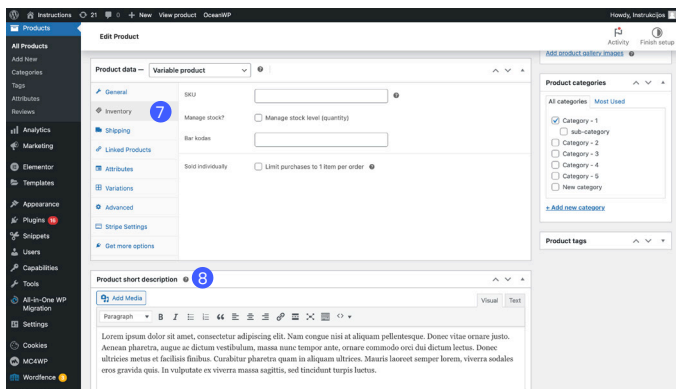 Instructions 21 0 + New View product OceanWP Howdy, Instrukcijos
Products
All Products
Add New
Categories
Tags
Attributes
Reviews
Analytics
Marketing
Elementor
Templates
Appearance
Plugins 16
Snippets
Users
Capabilities
Tools
All-in-One WP
Migration
Settings
Cookies
MC4WP
Wordfence
Edit Product
Activity Finish setup
Product data — Variable product
General
Inventory 7
Shipping
Linked Products
Attributes
Variations
Advanced
Stripe Settings
Get more options
SKU
Manage stock? Manage stock level (quantity)
Bar kodas
Sold individually Limit purchases to 1 item per order
Add product gallery images
Product categories
All categories Most Used
Category - 1
sub-category
Category - 2
Category - 3
Category - 4
Category - 5
New category
+ Add new category
Product tags
Product short description 8
Add Media Visual Text
Paragraph B I
Lorem ipsum dolor sit amet, consectetur adipiscing elit. Nam congue nisi at aliquam pellentesque. Donec vitae ornare justo.
Aenean pharetra, augue ac dictum vestibulum, massa nunc tempor ante, ornare commodo orci dui dictum lectus. Donec
ultricies metus et facilisis finibus. Curabitur pharetra quam in aliquam ultrices. Mauris laoreet semper lorem, viverra sodales
eros gravida quis. In vulputate ex viverra massa sagittis, sed tincidunt turpis luctus.